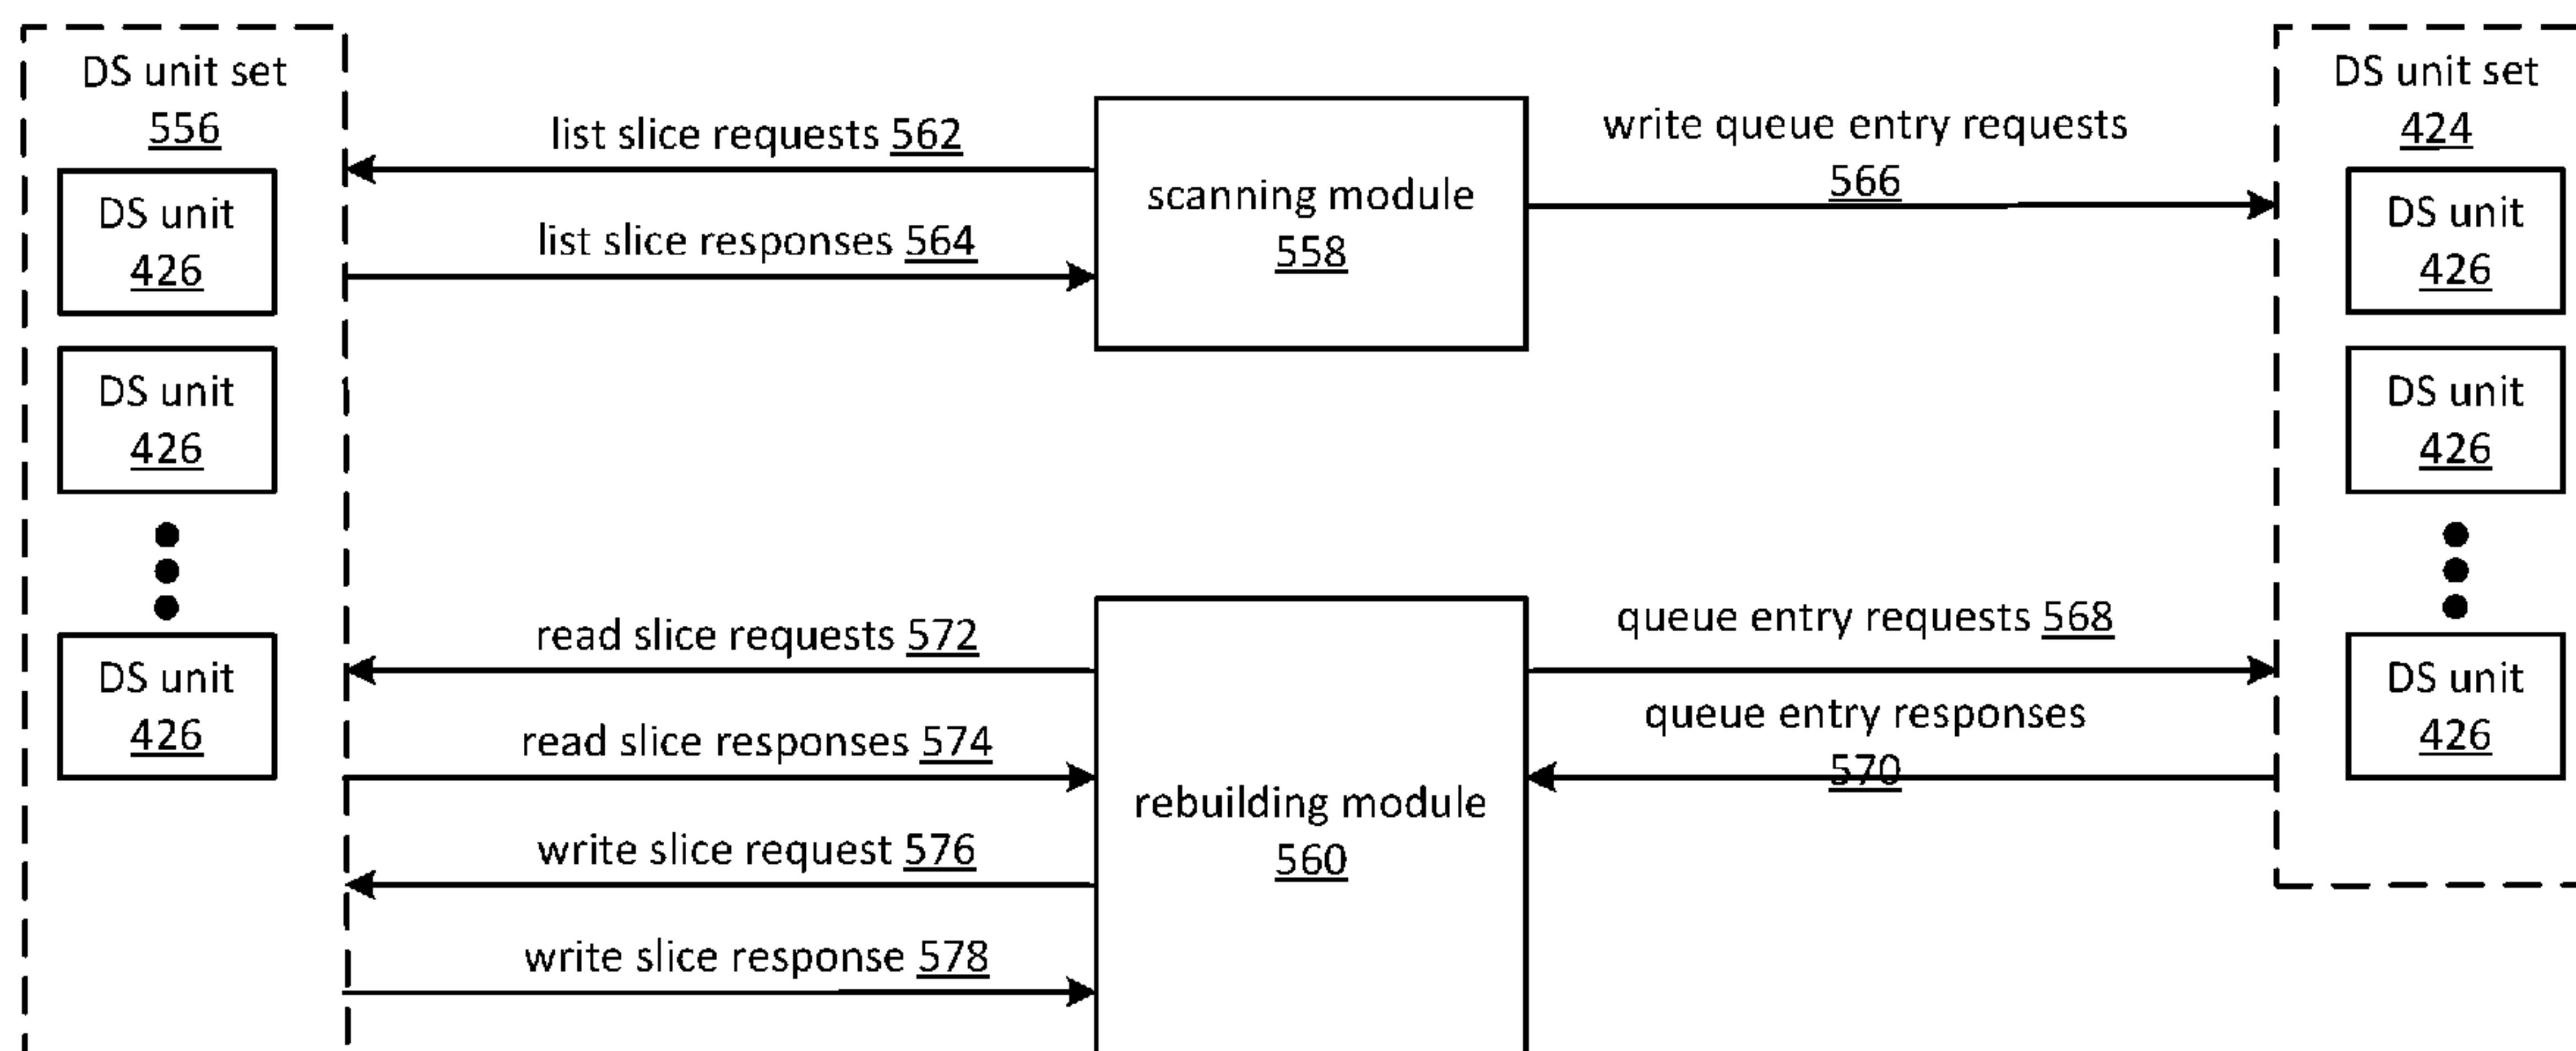 DS unit set
556
DS unit
426
DS unit
426
DS unit
426
list slice requests 562
list slice responses 564
scanning module
558
write queue entry requests
566
read slice requests 572
read slice responses 574
write slice request 576
write slice response 578
rebuilding module
560
queue entry requests 568
queue entry responses
570
DS unit set
424
DS unit
426
DS unit
426
DS unit
426